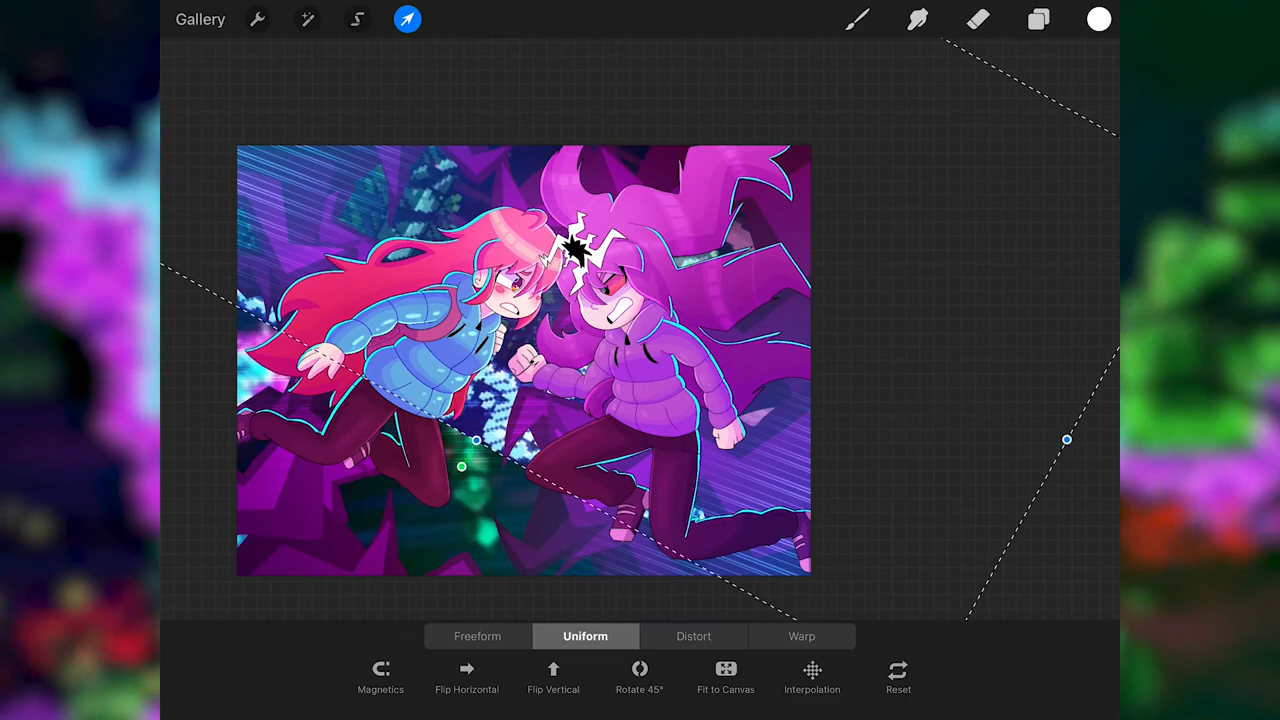 Gallery
Freeform
Uniform
Distort
Warp
Magnetics
Flip Horizontal
Flip Vertical
Rotate 45°
Fit to Canvas
Interpolation
Reset